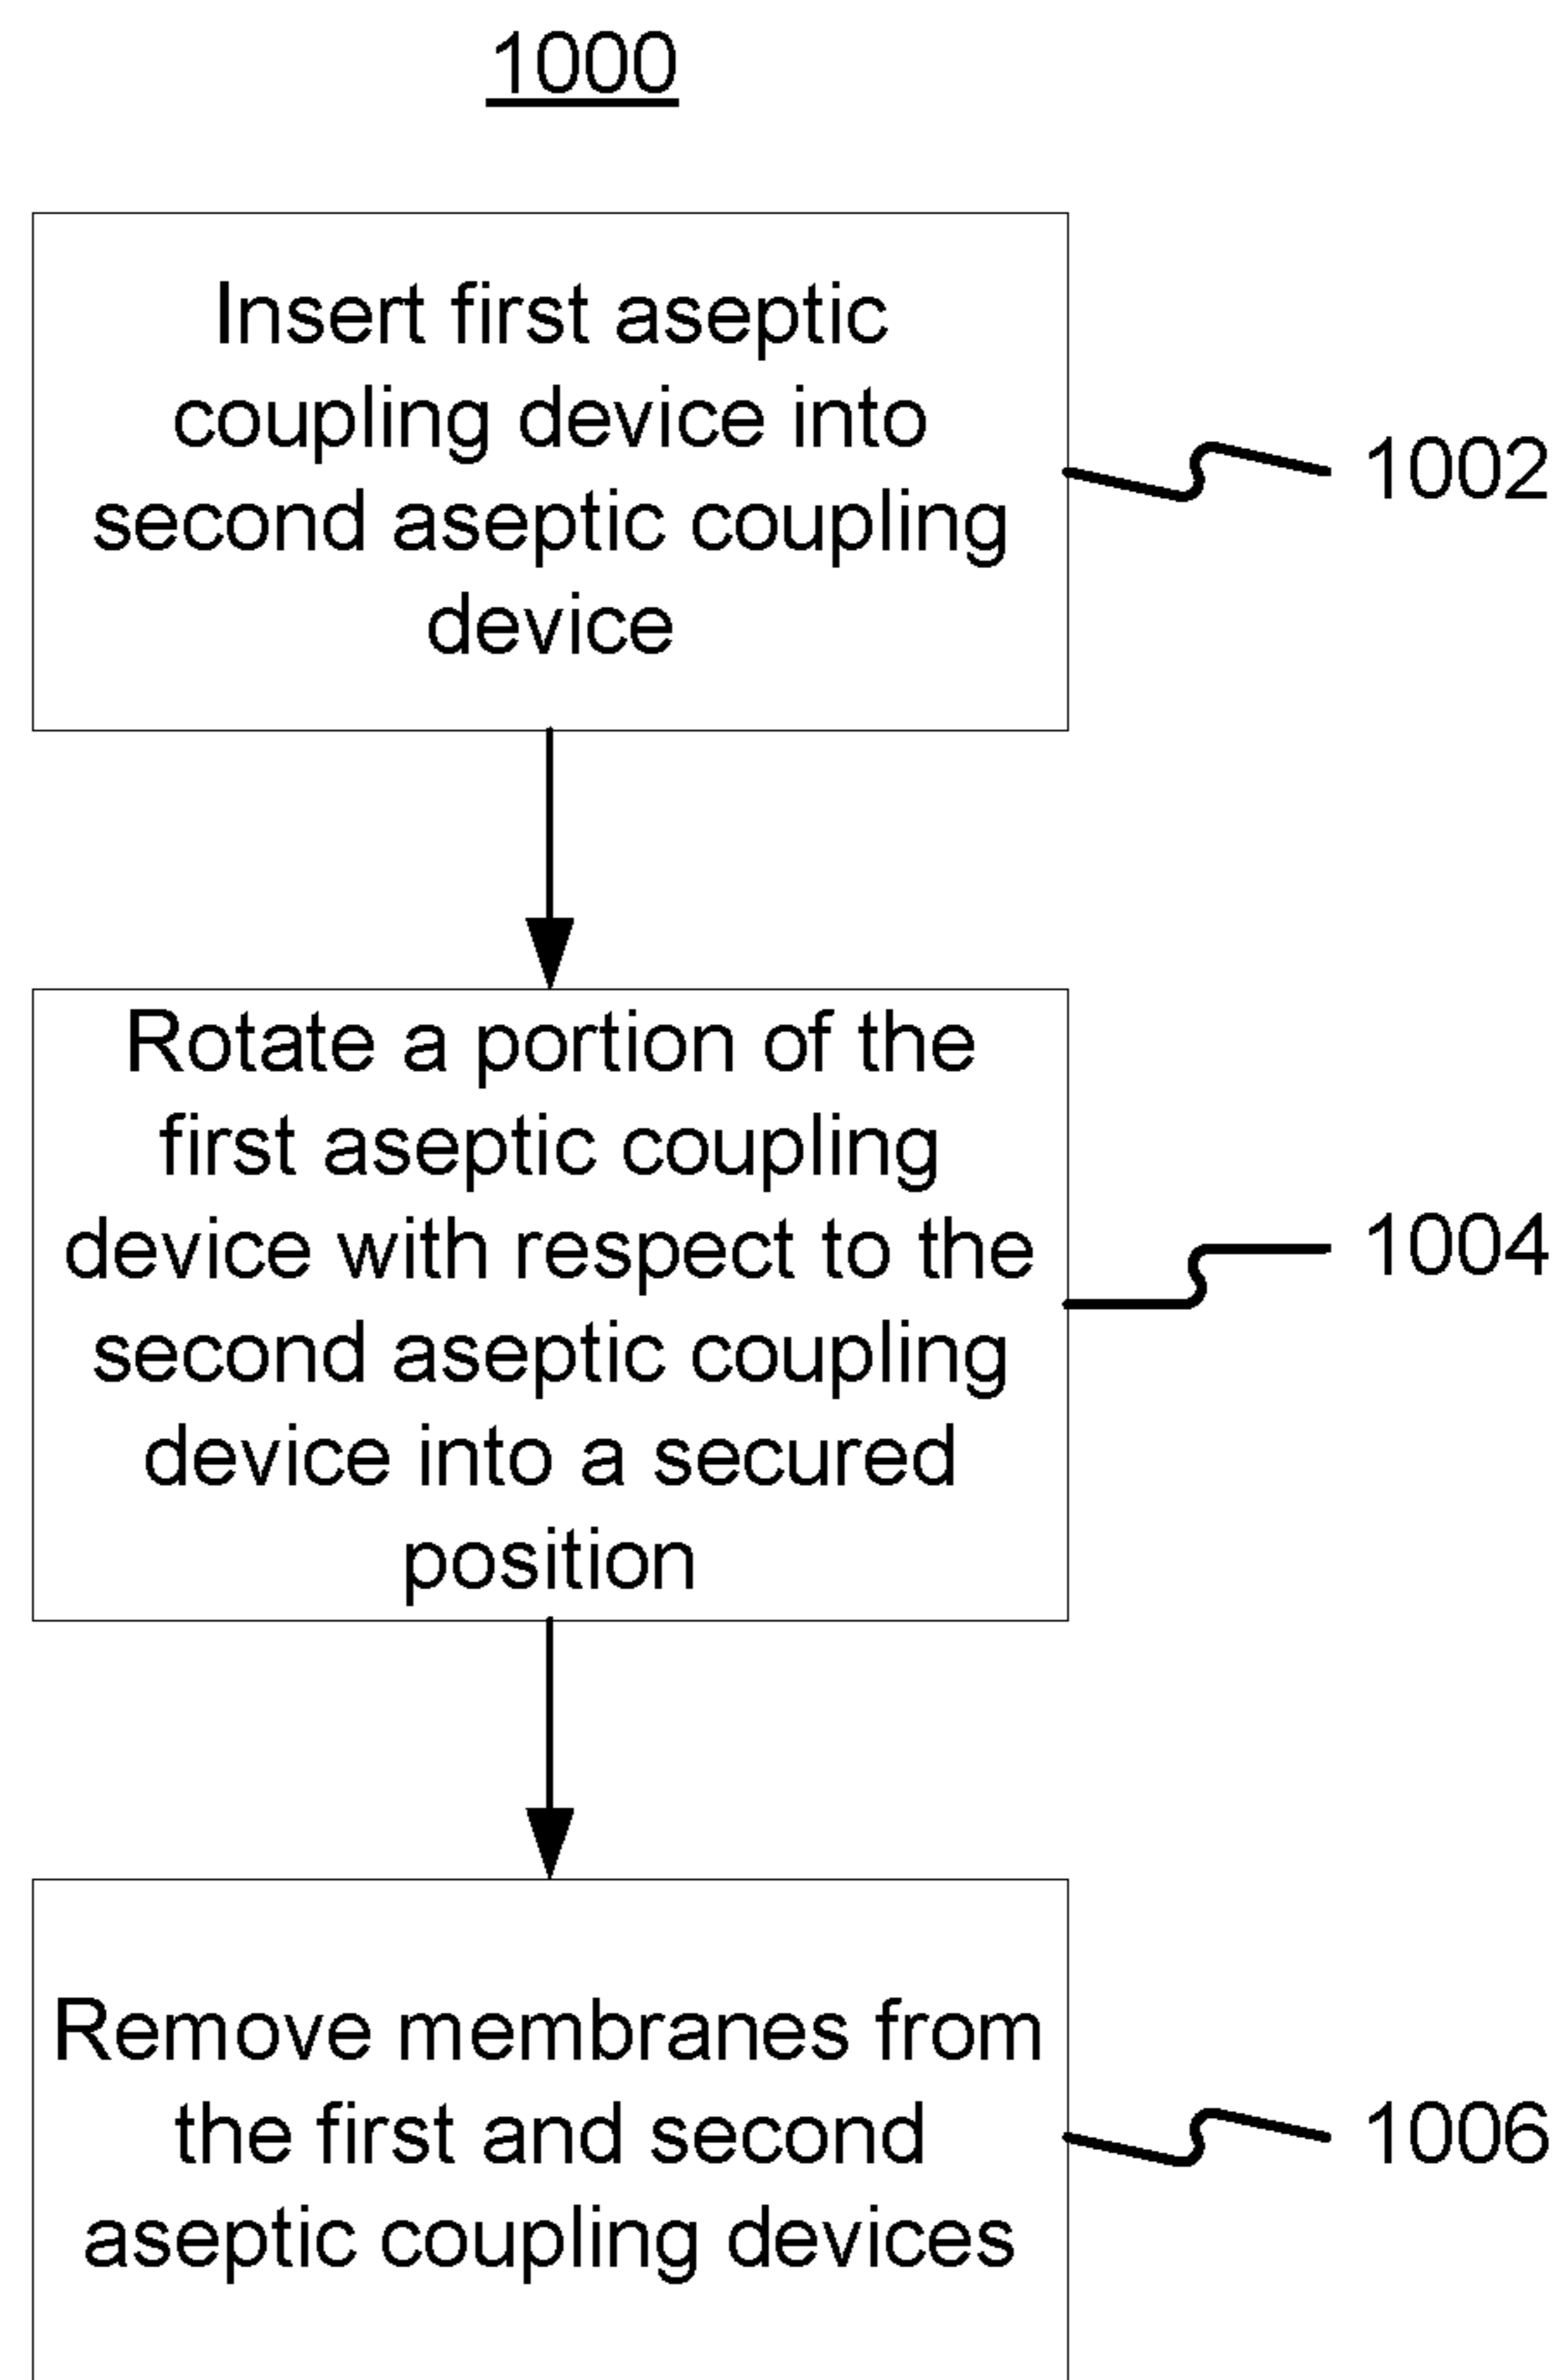 1000
Insert first aseptic
coupling device into
second aseptic coupling
device
1002
Rotate a portion of the
first aseptic coupling
device with respect to the
second aseptic coupling
device into a secured
position
1004
Remove membranes from
the first and second
aseptic coupling devices
1006